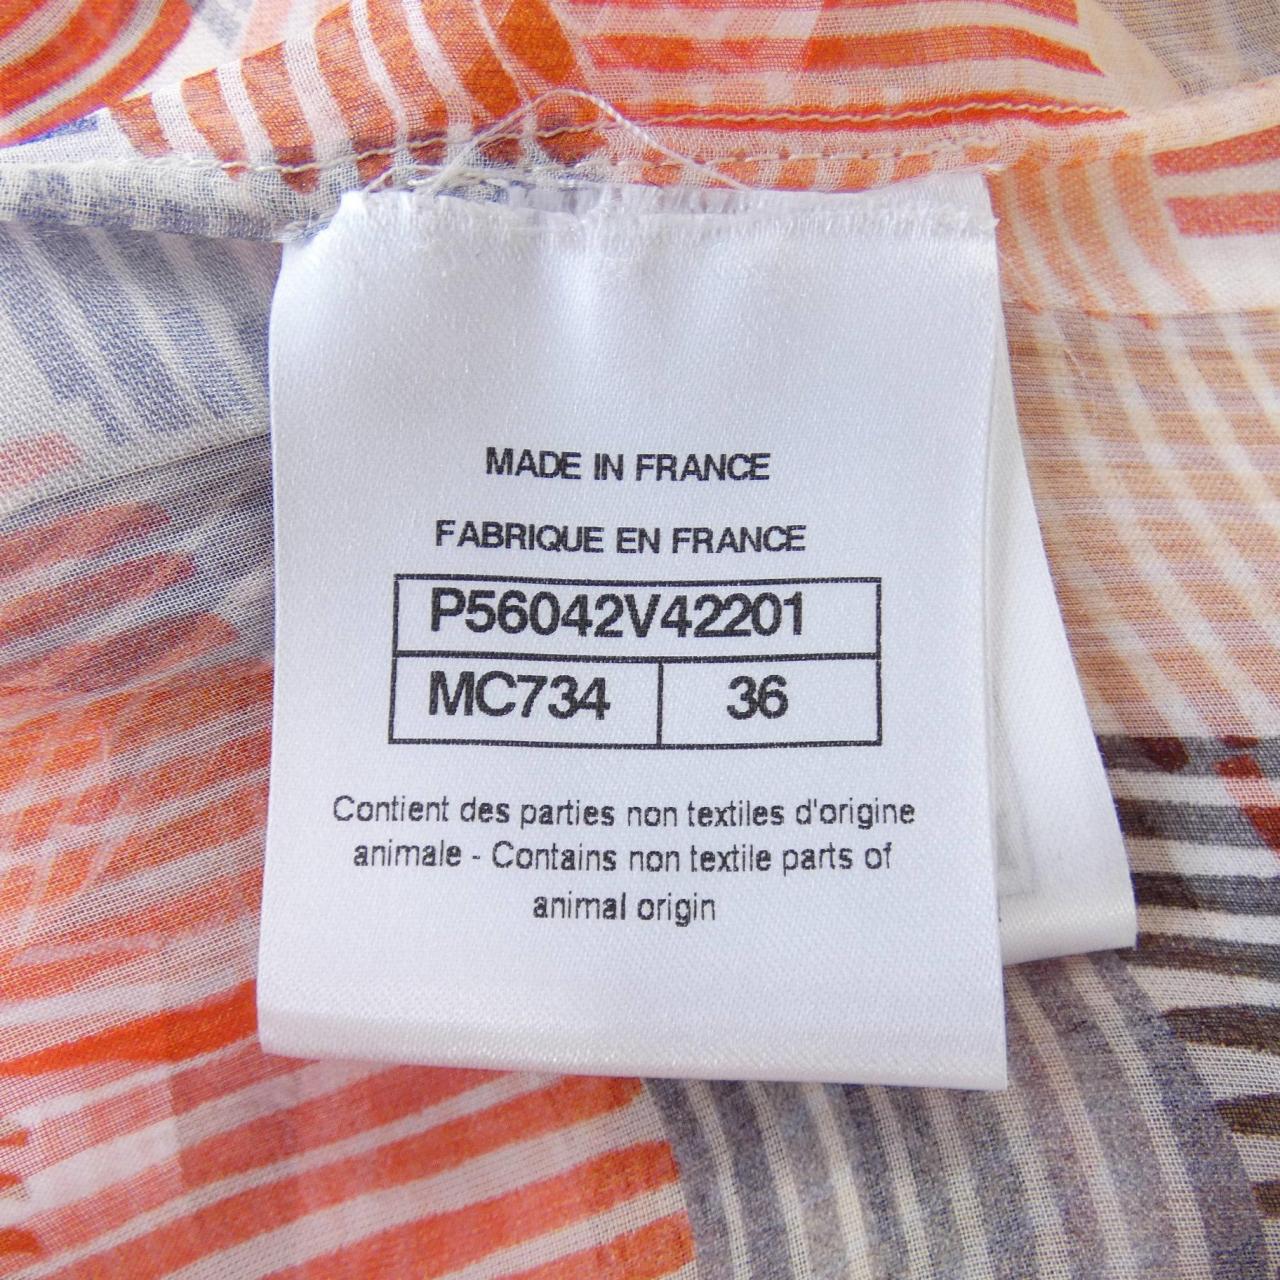 MADE IN FRANCE
FABRIQUE EN FRANCE
P56042V42201
MC734 36
Contient des parties non textiles d'origine
animale - Contains non textile parts of
animal origin